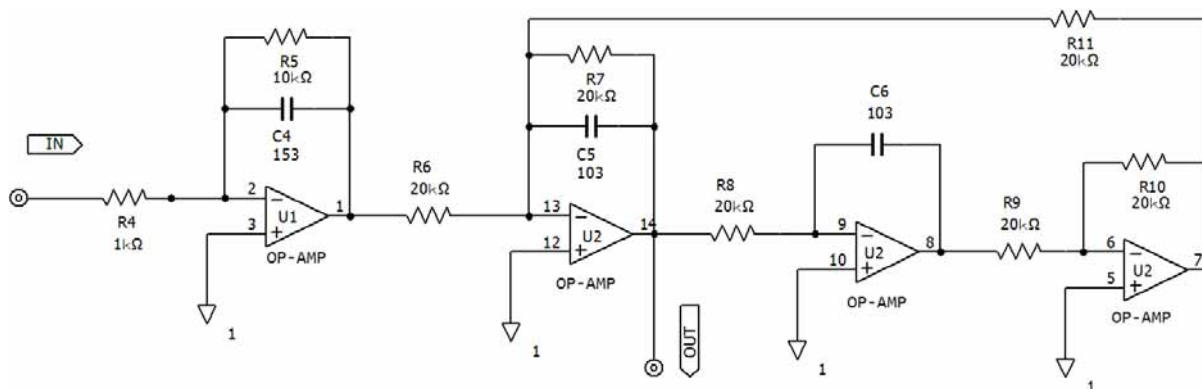 IN
R4
1kΩ
R5
10kΩ
C4
153
2
3
1
U1
OP-AMP
1
R6
20kΩ
R7
20kΩ
C5
103
13
12
14
U2
OP-AMP
1
OUT
R8
20kΩ
C6
103
9
10
8
U2
OP-AMP
1
R9
20kΩ
R11
20kΩ
R10
20kΩ
6
5
7
U2
OP-AMP
1